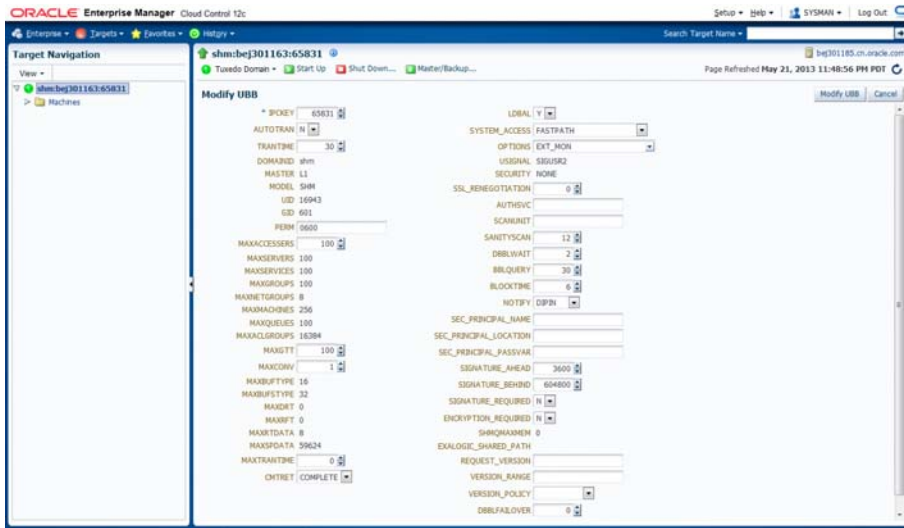 ORACLE Enterprise Manager Cloud Control 12c
Setup Help SYSMAN Log Out
Enterprise Targets Favorites History
Search Target Name
Target Navigation
View
shm:bej301163:65831
Machines
shm:bej301163:65831
bej301185.cn.oracle.com
Tuxedo Domain Start Up Shut Down... Master/Backup...
Page Refreshed May 21, 2013 11:48:56 PM PDT
Modify UBB
Modify UBB Cancel
* IPCKEY 65831
AUTOTRAN N
TRANTIME 30
DOMAINID shm
MASTER L1
MODEL SHM
UID 16943
GID 601
PERM 0600
MAXACCESSERS 100
MAXSERVERS 100
MAXSERVICES 100
MAXGROUPS 100
MAXNETGROUPS 8
MAXMACHINES 256
MAXQUEUES 100
MAXACLGROUPS 16384
MAXGTT 100
MAXCONV 1
MAXBUFTYPE 16
MAXBUFSTYPE 32
MAXDRT 0
MAXRFT 0
MAXRTDATA 8
MAXSPDATA 59624
MAXTRANTIME 0
CMTRET COMPLETE
LDBAL Y
SYSTEM_ACCESS FASTPATH
OPTIONS EXT_MON
USIGNAL SIGUSR2
SECURITY NONE
SSL_RENEGOTIATION 0
AUTHSVC
SCANUNIT
SANITYSCAN 12
DBBLWAIT 2
BBLQUERY 30
BLOCKTIME 6
NOTIFY DIPIN
SEC_PRINCIPAL_NAME
SEC_PRINCIPAL_LOCATION
SEC_PRINCIPAL_PASSVAR
SIGNATURE_AHEAD 3600
SIGNATURE_BEHIND 604800
SIGNATURE_REQUIRED N
ENCRYPTION_REQUIRED N
SHMQMAXMEM 0
EXALOGIC_SHARED_PATH
REQUEST_VERSION
VERSION_RANGE
VERSION_POLICY
DBBLFAILOVER 0